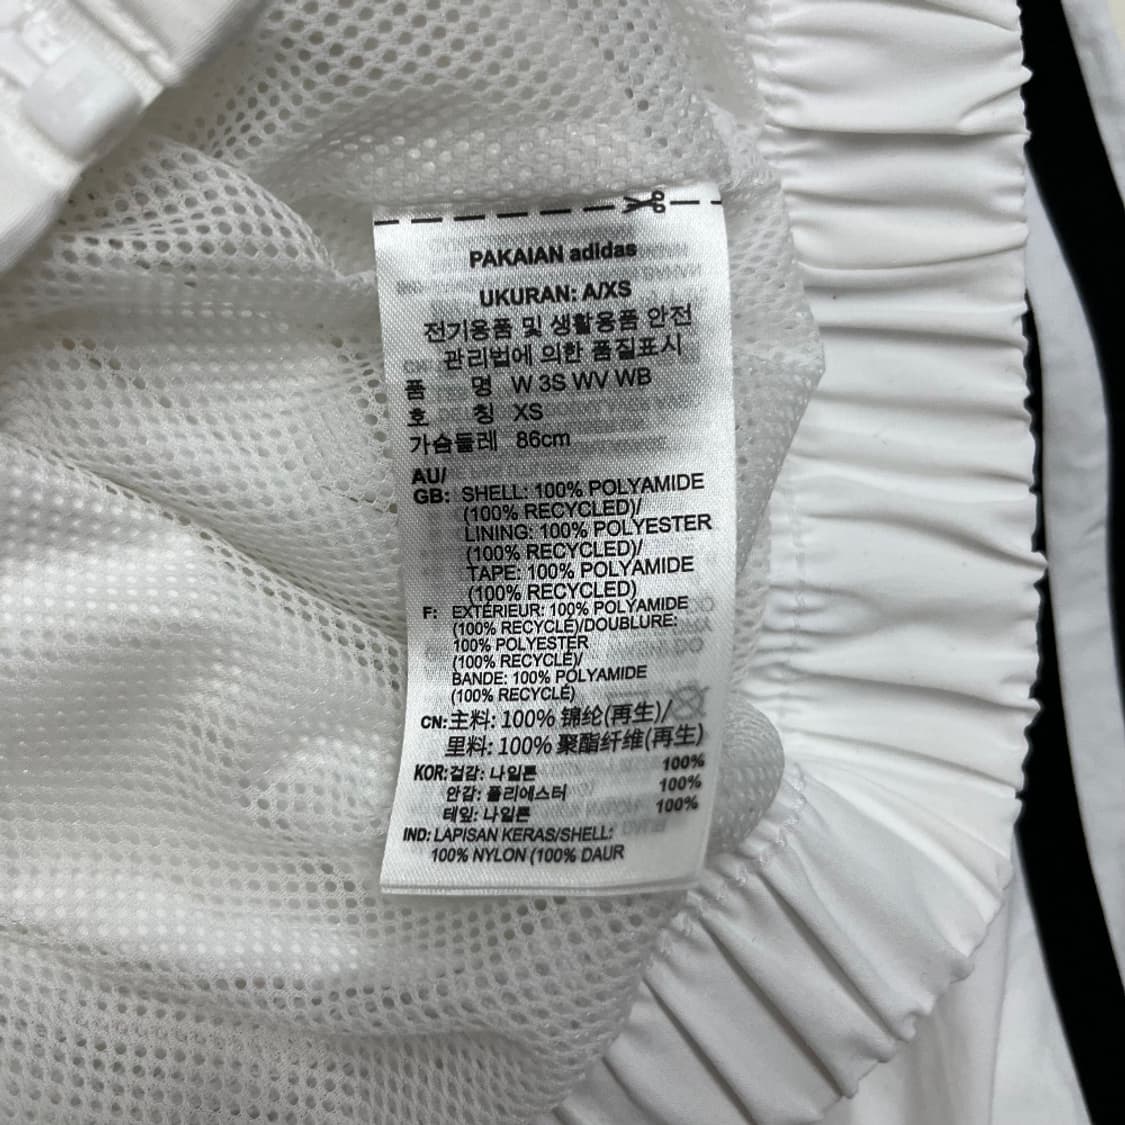 PAKAIAN adidas
UKURAN: A/XS
전기용품 및 생활용품 안전
관리법에 의한 품질표시
품 명 W 3S WV WB
호 칭 XS
가슴둘레 86cm
AU/
GB: SHELL: 100% POLYAMIDE
(100% RECYCLED)/
LINING: 100% POLYESTER
(100% RECYCLED)/
TAPE: 100% POLYAMIDE
(100% RECYCLED)
F: EXTÉRIEUR: 100% POLYAMIDE
(100% RECYCLÉ)/DOUBLURE:
100% POLYESTER
(100% RECYCLÉ)/
BANDE: 100% POLYAMIDE
(100% RECYCLÉ)
CN: 主料: 100% 锦纶(再生)/
里料: 100% 聚酯纤维(再生)
KOR: 겉감: 나일론 100%
안감: 폴리에스터 100%
테잎: 나일론 100%
IND: LAPISAN KERAS/SHELL:
100% NYLON (100% DAUR